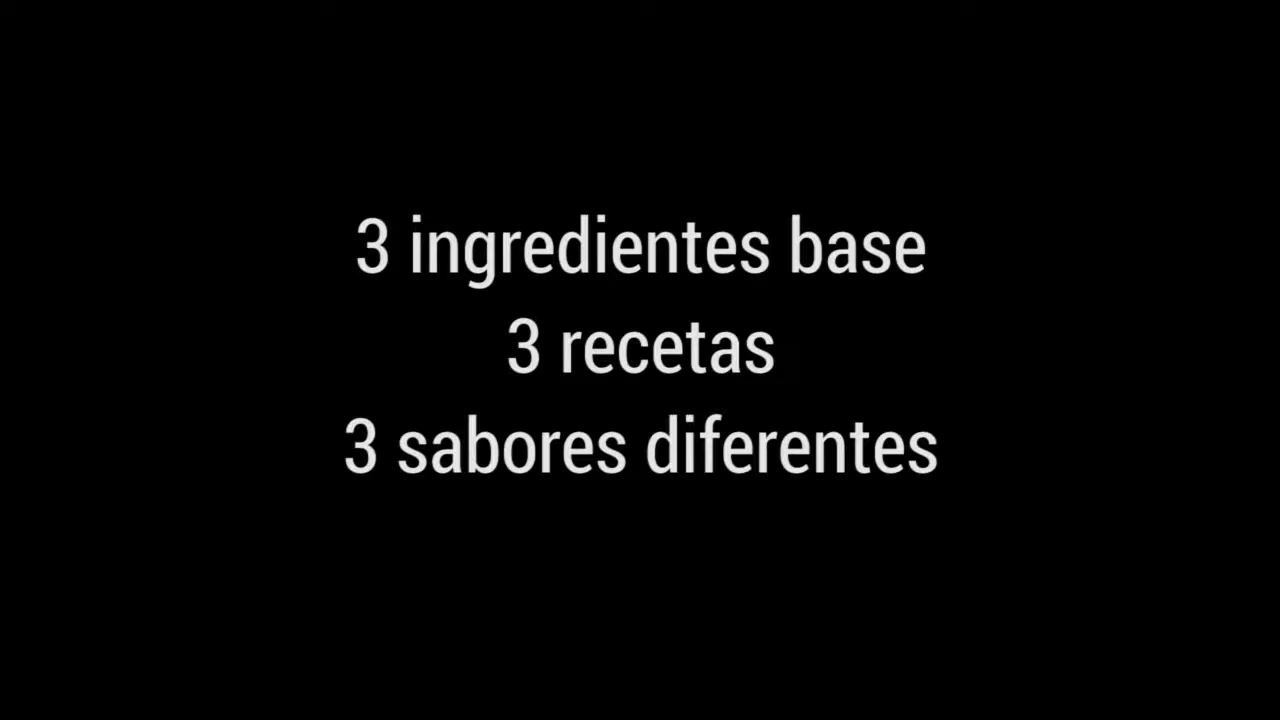 3 ingredientes base
3 recetas
3 sabores diferentes